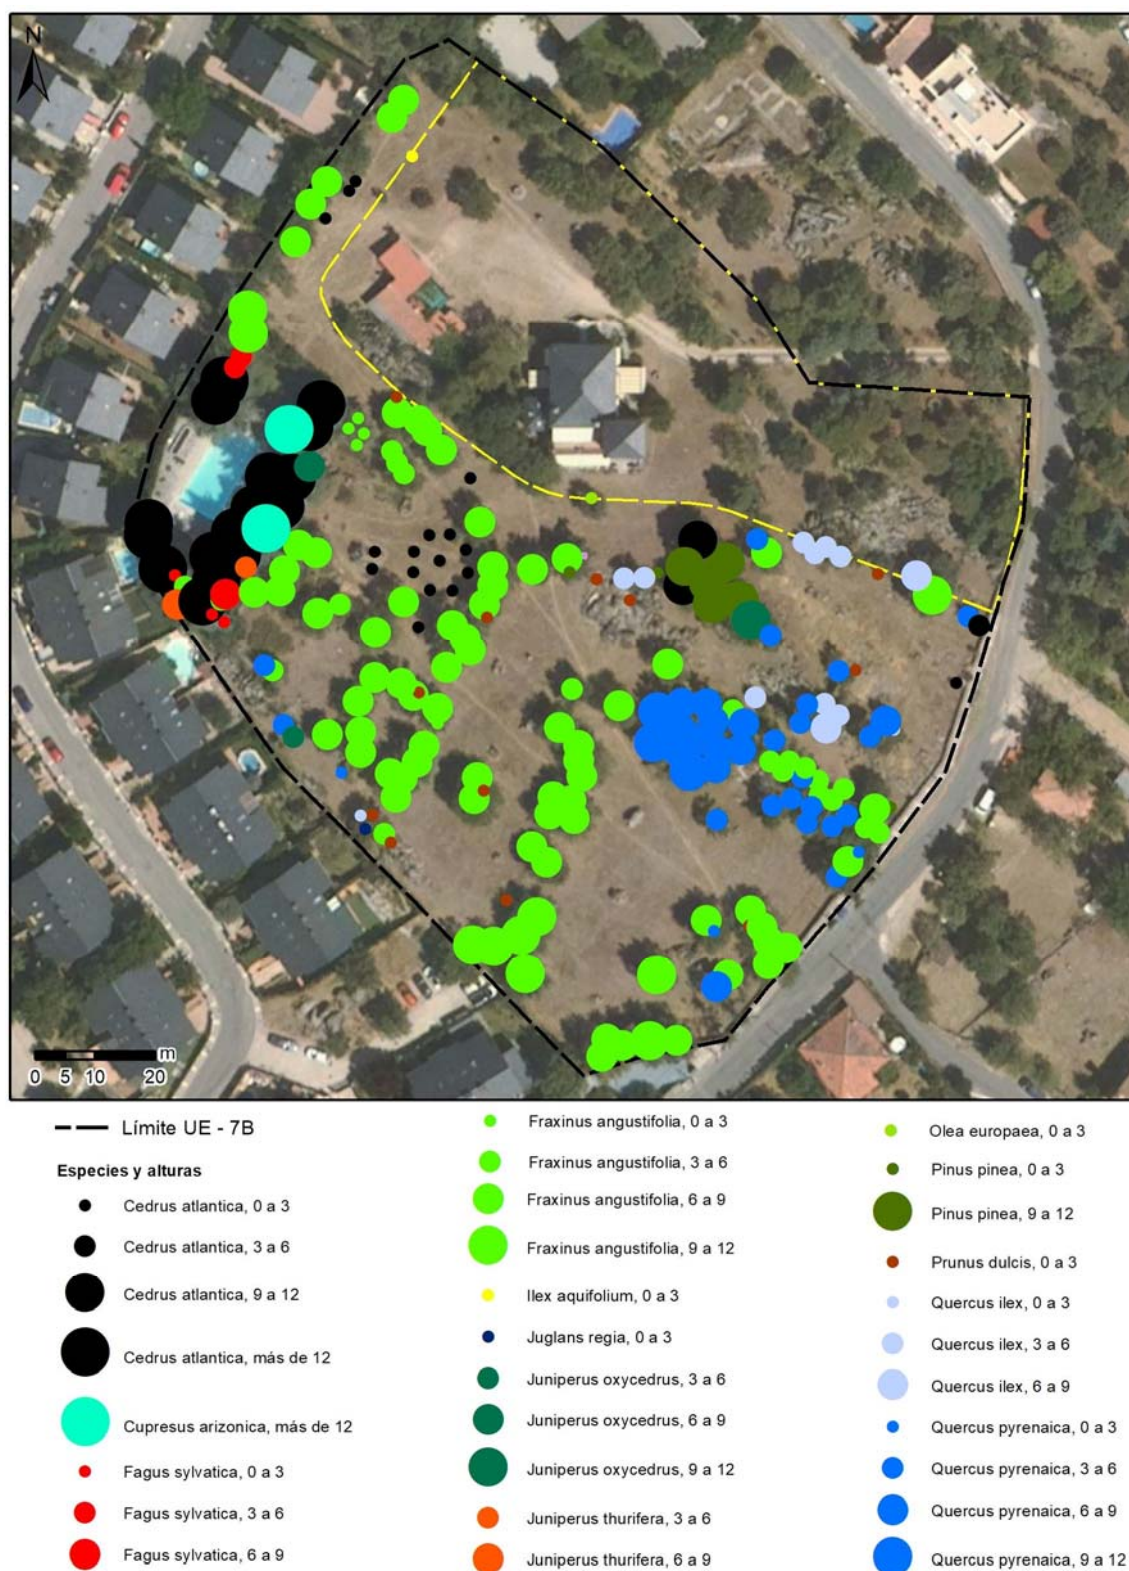 N
m
0 5 10 20
Límite UE - 7B
Especies y alturas
Cedrus atlantica, 0 a 3
Cedrus atlantica, 3 a 6
Cedrus atlantica, 9 a 12
Cedrus atlantica, más de 12
Cupresus arizonica, más de 12
Fagus sylvatica, 0 a 3
Fagus sylvatica, 3 a 6
Fagus sylvatica, 6 a 9
Fraxinus angustifolia, 0 a 3
Fraxinus angustifolia, 3 a 6
Fraxinus angustifolia, 6 a 9
Fraxinus angustifolia, 9 a 12
Ilex aquifolium, 0 a 3
Juglans regia, 0 a 3
Juniperus oxycedrus, 3 a 6
Juniperus oxycedrus, 6 a 9
Juniperus oxycedrus, 9 a 12
Juniperus thurifera, 3 a 6
Juniperus thurifera, 6 a 9
Olea europaea, 0 a 3
Pinus pinea, 0 a 3
Pinus pinea, 9 a 12
Prunus dulcis, 0 a 3
Quercus ilex, 0 a 3
Quercus ilex, 3 a 6
Quercus ilex, 6 a 9
Quercus pyrenaica, 0 a 3
Quercus pyrenaica, 3 a 6
Quercus pyrenaica, 6 a 9
Quercus pyrenaica, 9 a 12